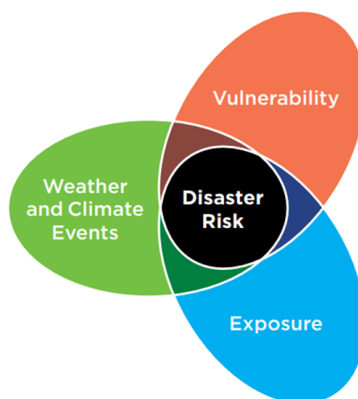 Vulnerability
Weather
and Climate
Events
Disaster
Risk
Exposure